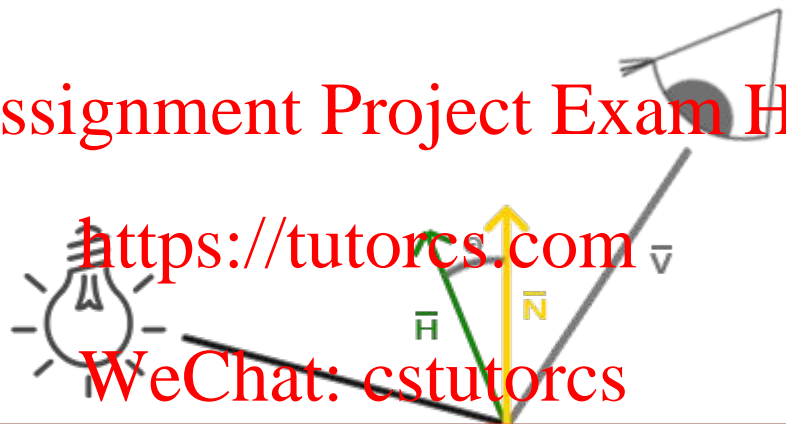 ssignment Project Exam H
https://tutorcs.com
V
H
N
WeChat: cstutorcs